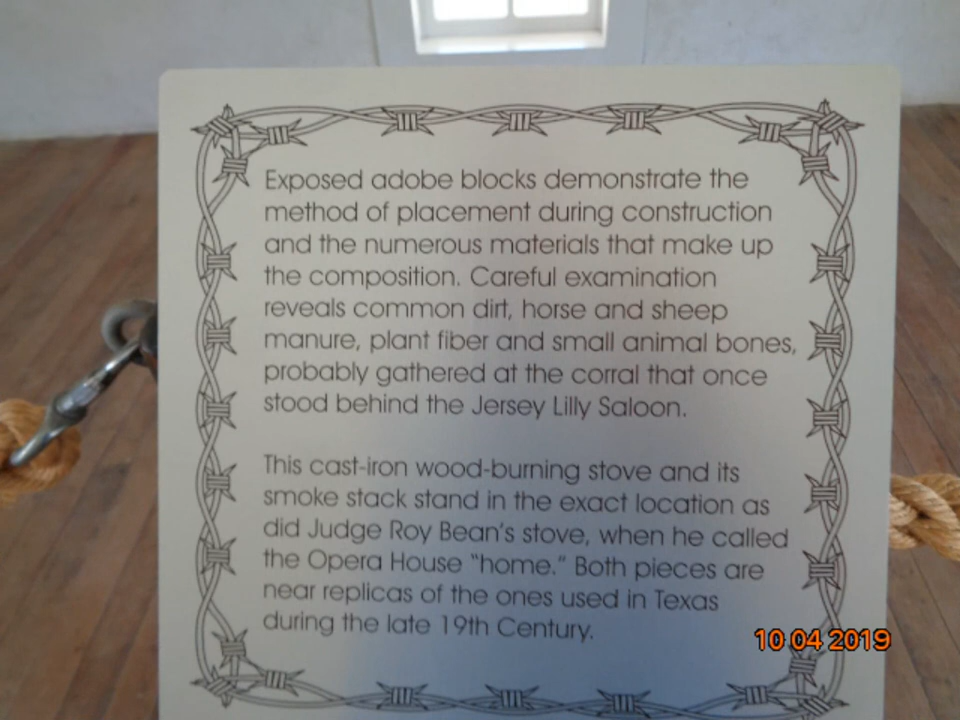 Exposed adobe blocks demonstrate the
method of placement during construction
and the numerous materials that make up
the composition. Careful examination
reveals common dirt, horse and sheep
manure, plant fiber and small animal bones,
probably gathered at the corral that once
stood behind the Jersey Lilly Saloon.
This cast-iron wood-burning stove and its
smoke stack stand in the exact location as
did Judge Roy Bean's stove, when he called
the Opera House "home." Both pieces are
near replicas of the ones used in Texas
during the late 19th Century.
10 04 2019